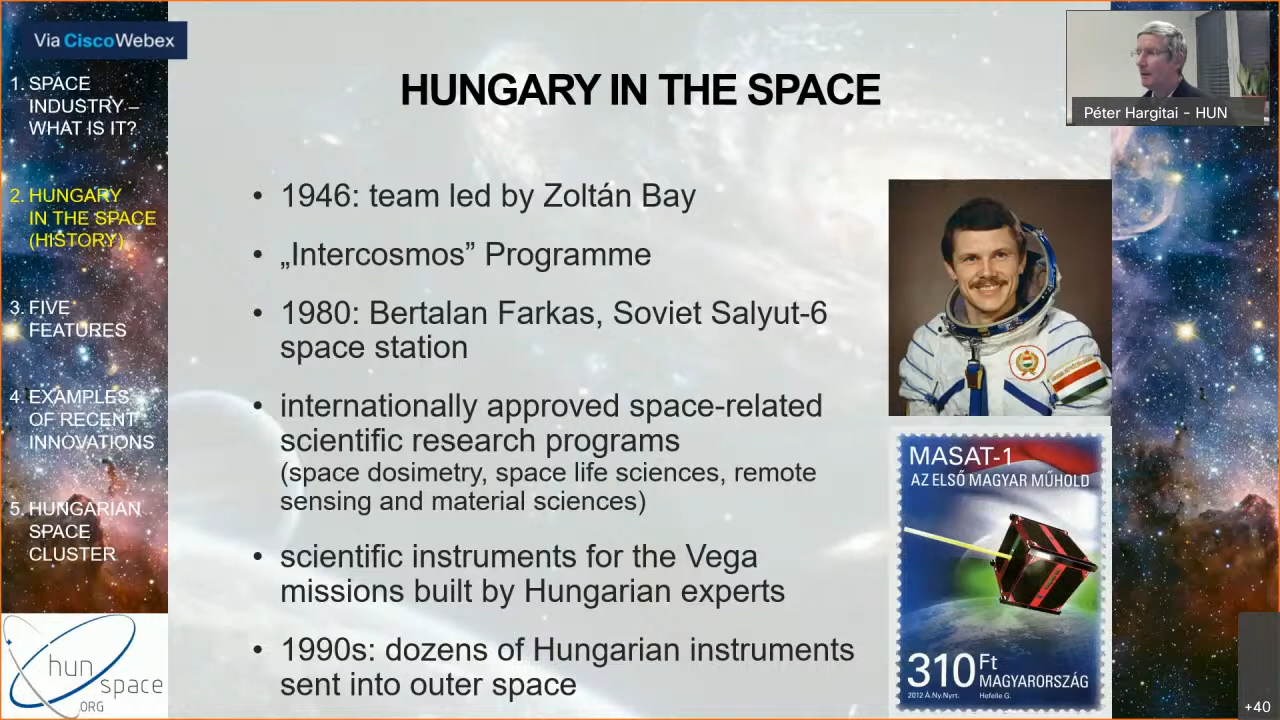 Via CiscoWebex
1. SPACE
INDUSTRY –
WHAT IS IT?
2. HUNGARY
IN THE SPACE
(HISTORY)
3. FIVE
FEATURES
4. EXAMPLES
OF RECENT
INNOVATIONS
5. HUNGARIAN
SPACE
CLUSTER
hun
space
.ORG
HUNGARY IN THE SPACE
• 1946: team led by Zoltán Bay
• „Intercosmos” Programme
• 1980: Bertalan Farkas, Soviet Salyut-6
space station
• internationally approved space-related
scientific research programs
(space dosimetry, space life sciences, remote
sensing and material sciences)
• scientific instruments for the Vega
missions built by Hungarian experts
• 1990s: dozens of Hungarian instruments
sent into outer space
Péter Hargitai - HUN
MASAT-1
AZ ELSŐ MAGYAR MŰHOLD
310 Ft
MAGYARORSZÁG
2012 Á.Ny.Nyrt. Hefelle G.
+40